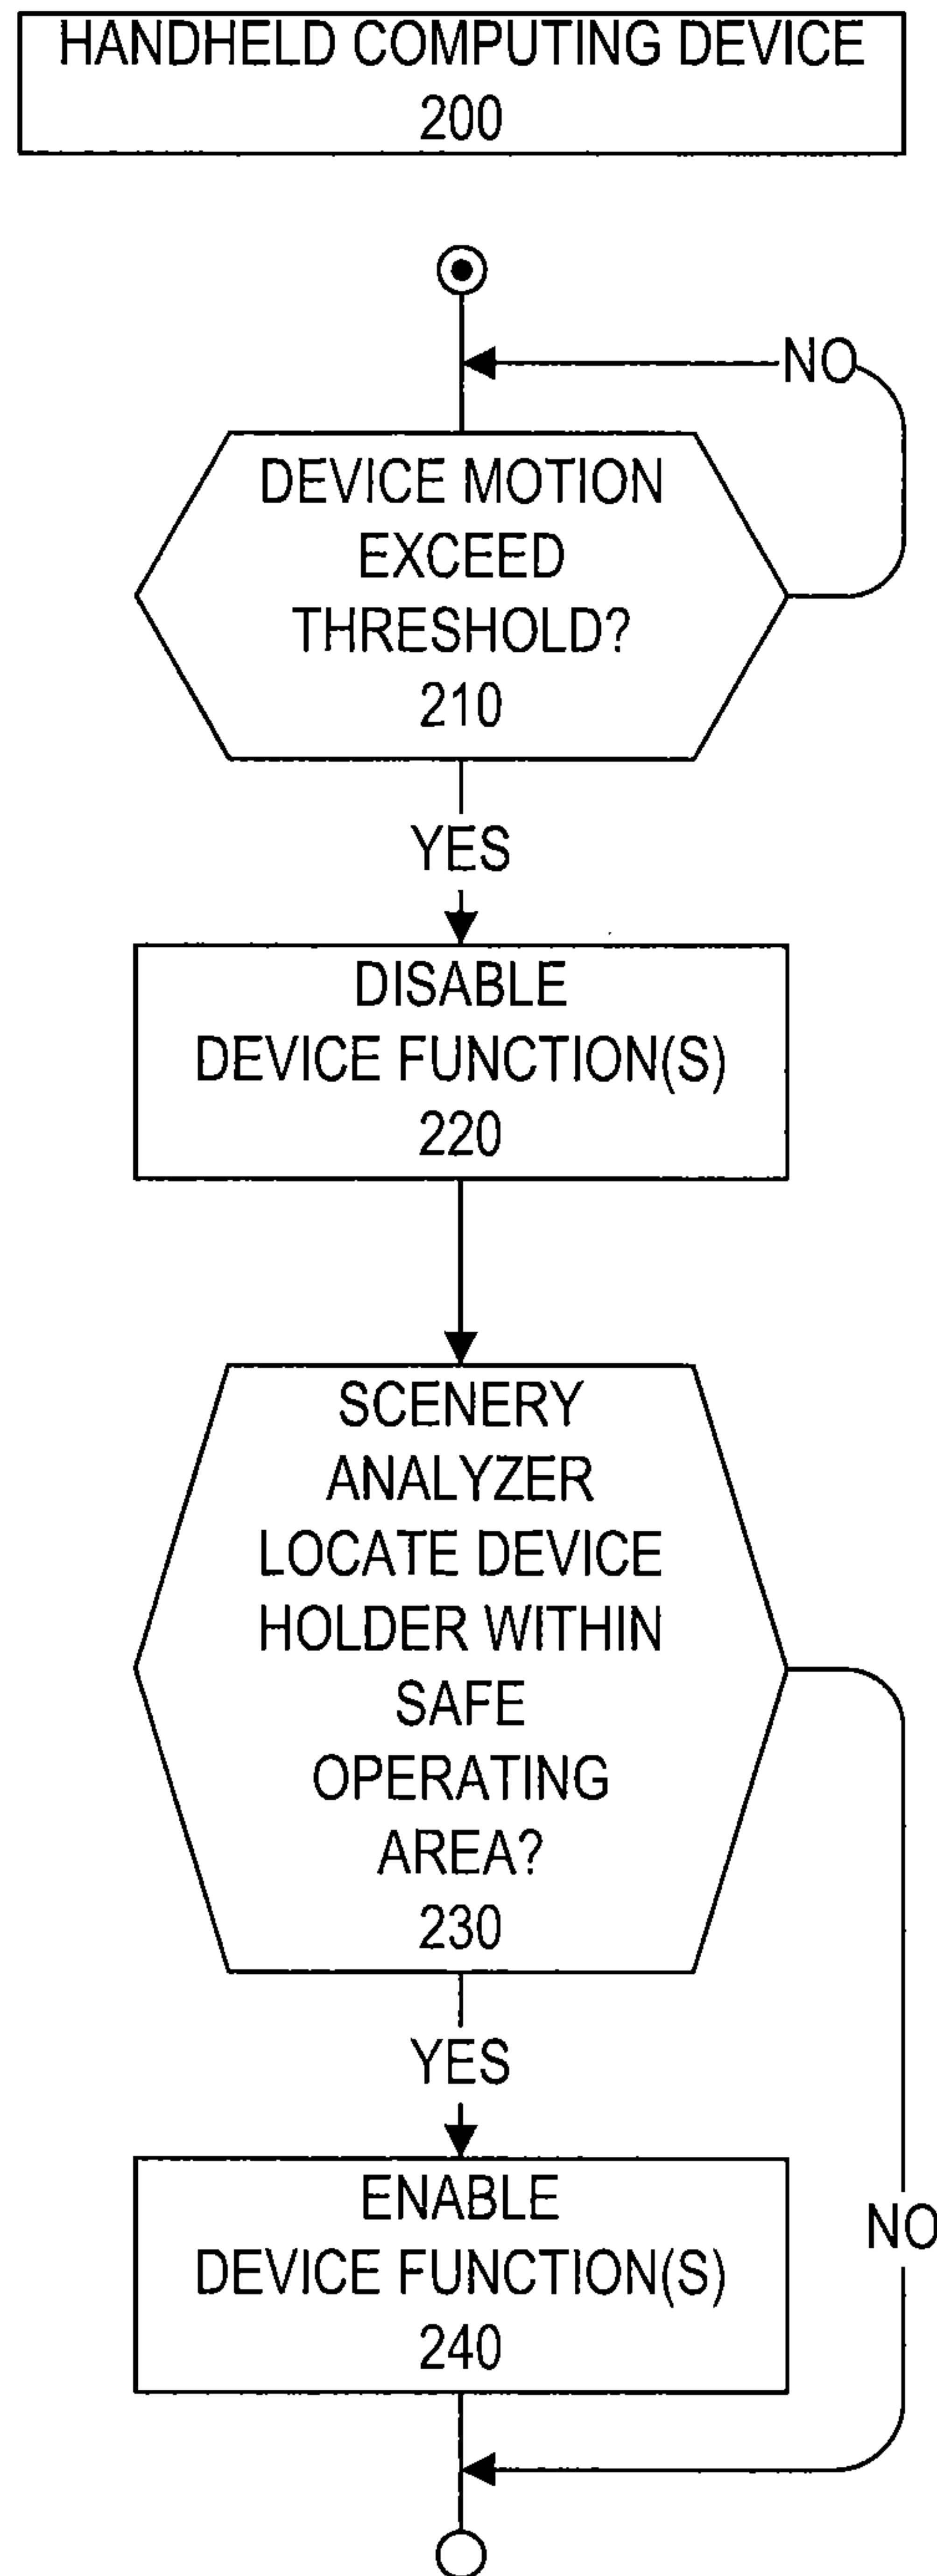 HANDHELD COMPUTING DEVICE
200
NO
DEVICE MOTION
EXCEED
THRESHOLD?
210
YES
DISABLE
DEVICE FUNCTION(S)
220
SCENERY
ANALYZER
LOCATE DEVICE
HOLDER WITHIN
SAFE
OPERATING
AREA?
230
YES
ENABLE
DEVICE FUNCTION(S)
240
NO